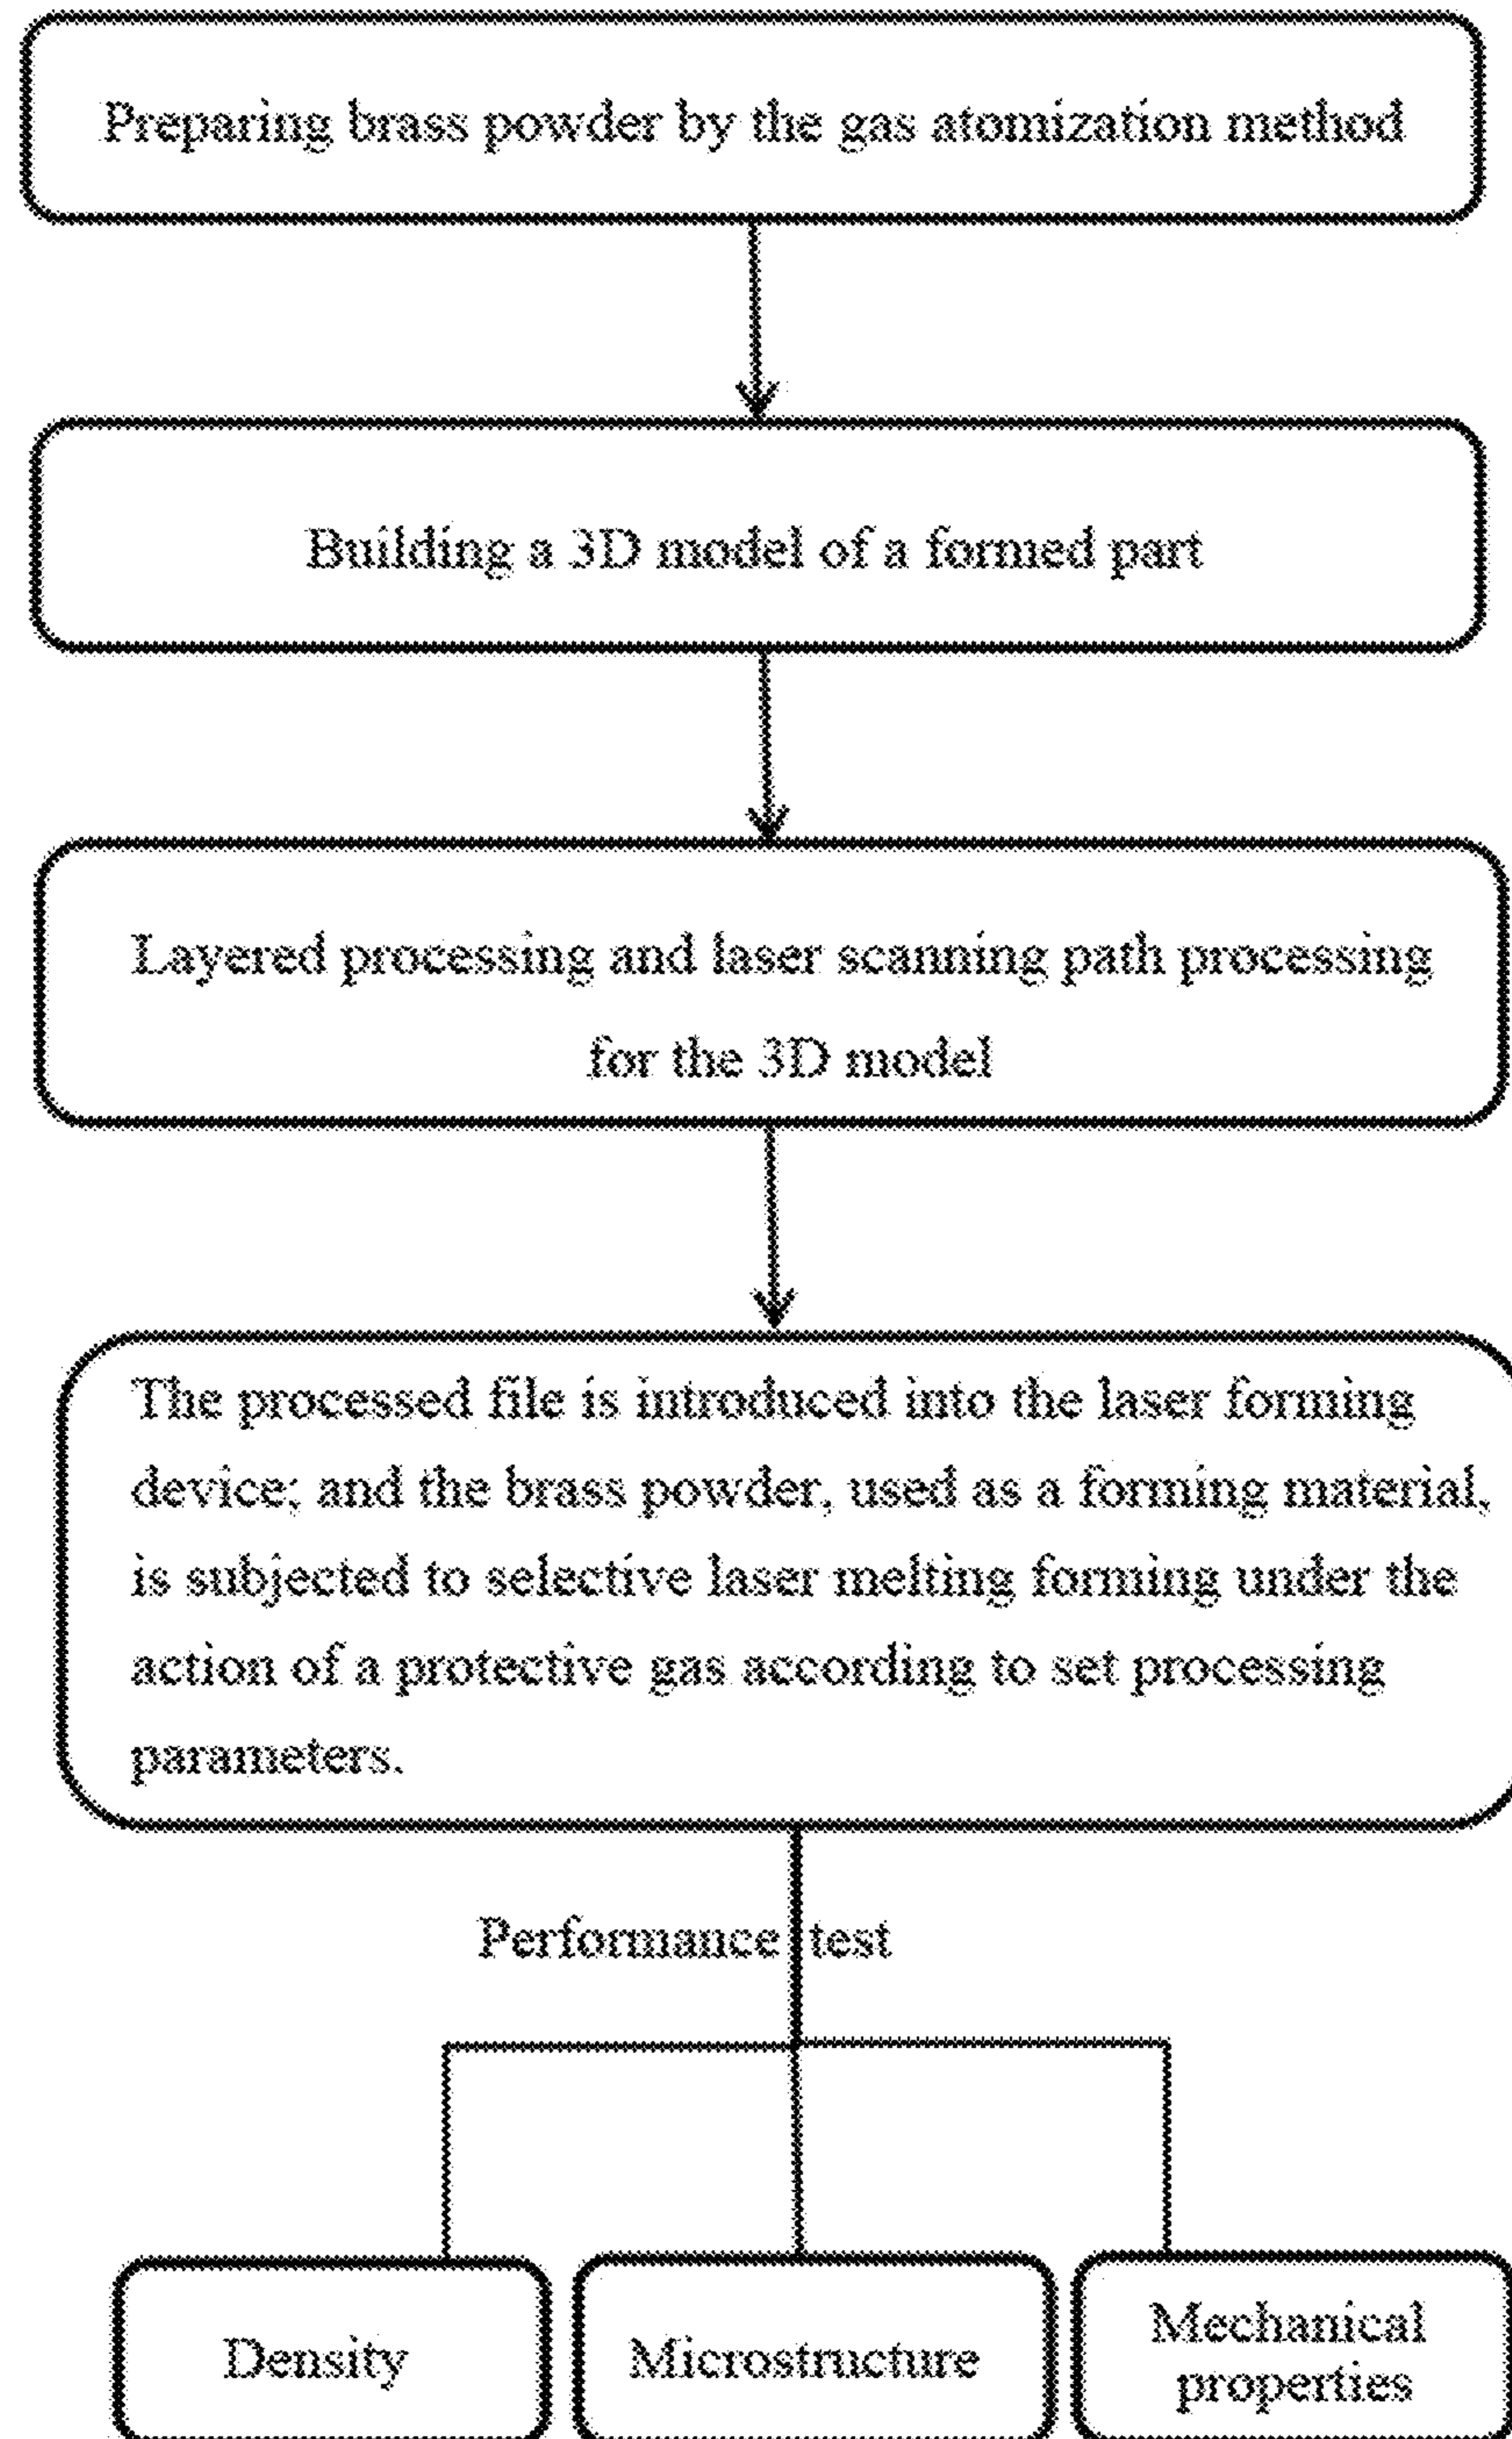 Preparing brass powder by the gas atomization method
Building a 3D model of a formed part
Layered processing and laser scanning path processing
for the 3D model
The processed file is introduced into the laser forming
device; and the brass powder, used as a forming material,
is subjected to selective laser melting forming under the
action of a protective gas according to set processing
parameters.
Performance test
Density
Microstructure
Mechanical
properties